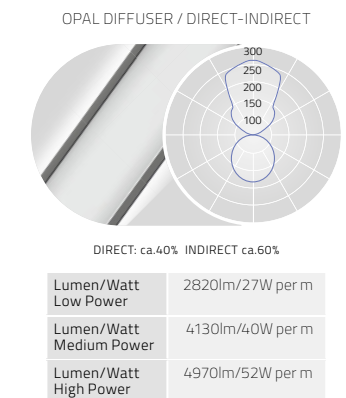 OPAL DIFFUSER / DIRECT-INDIRECT
300
250
200
150
100
DIRECT: ca.40% INDIRECT ca.60%
Lumen/Watt
Low Power
2820lm/27W per m
Lumen/Watt
Medium Power
4130lm/40W per m
Lumen/Watt
High Power
4970lm/52W per m